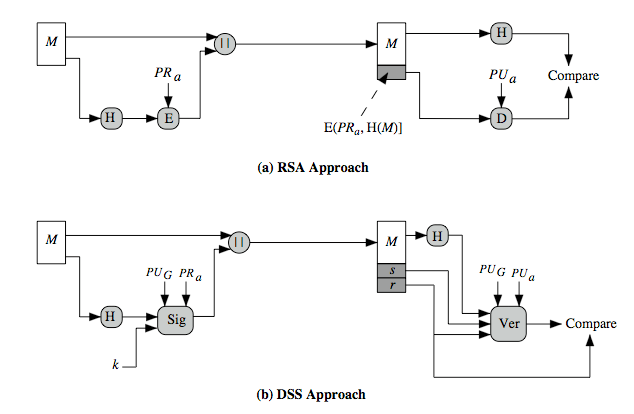 M
||
M
H
PRa
PUa
Compare
H
E
D
E(PRa, H(M)]
(a) RSA Approach
M
||
M
H
s
r
PUG PRa
PUG PUa
H
Sig
Ver
Compare
k
(b) DSS Approach